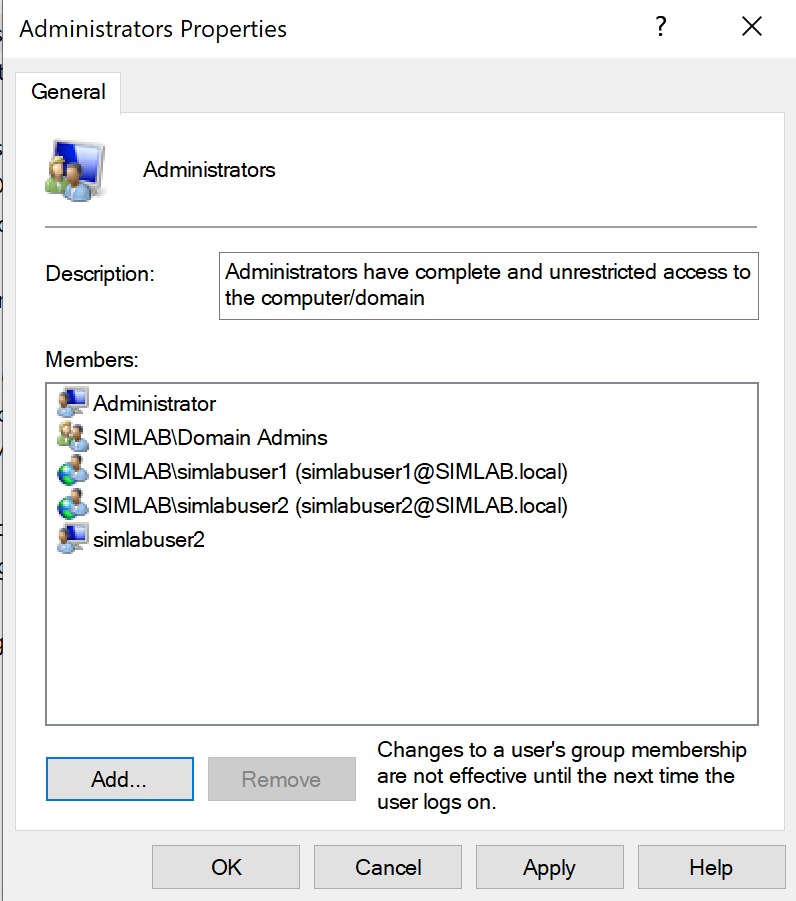 Administrators Properties
?
General
Administrators
Description:
Administrators have complete and unrestricted access to
the computer/domain
Members:
Administrator
SIMLAB\Domain Admins
SIMLAB\simlabuser1 (simlabuser1@SIMLAB.local)
SIMLAB\simlabuser2 (simlabuser2@SIMLAB.local)
simlabuser2
Add...
Remove
Changes to a user's group membership
are not effective until the next time the
user logs on.
OK
Cancel
Apply
Help